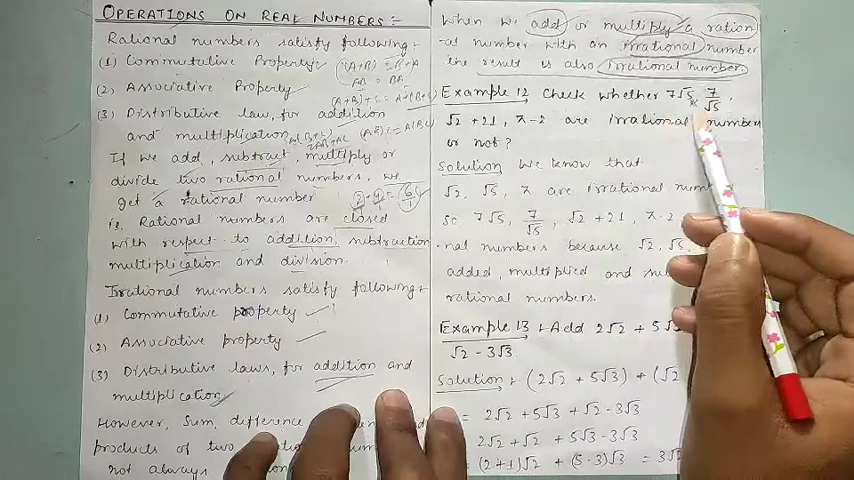 OPERATIONS ON REAL NUMBERS :-
Rational numbers satisfy following :-
(1) Commutative Property
(A+B) = B+A
AB = BA
(2) Associative Property
(A+B)+C = A+(B+C)
(3) Distributive law, for addition
and multiplication
If we add, subtract, multiply or
divide two rational numbers, we
get a rational number
ie. Rational numbers are closed
with respect to addition, subtraction
multiplication and division.
Irrational numbers satisfy following :-
(1) Commutative property
(2) Associative property
(3) Distributive laws, for addition and
multiplication
However, Sum, difference
products of two
not always
When we add or multiply a ration
-al number with an irrational number
the result is also irrational number.
Example 12 Check whether 7√5, 7/√5,
√2 +21, π-2 are irrational numbers
or not?
Solution We know that
√2, √5, π are irrational
so 7√5, 7/√5, √2 +21, π-2
-nal numbers because √2, √5
added, multiplied and
rational numbers.
Example 13 :- Add 2√2 + 5√3
√2 - 3√3
Solution :- (2√2 + 5√3) + (√2
= 2√2 + 5√3 + √2 - 3√3
2√2 + √2 + 5√3 - 3√3
= (2+1)√2 + (5-3)√3 = 3√2